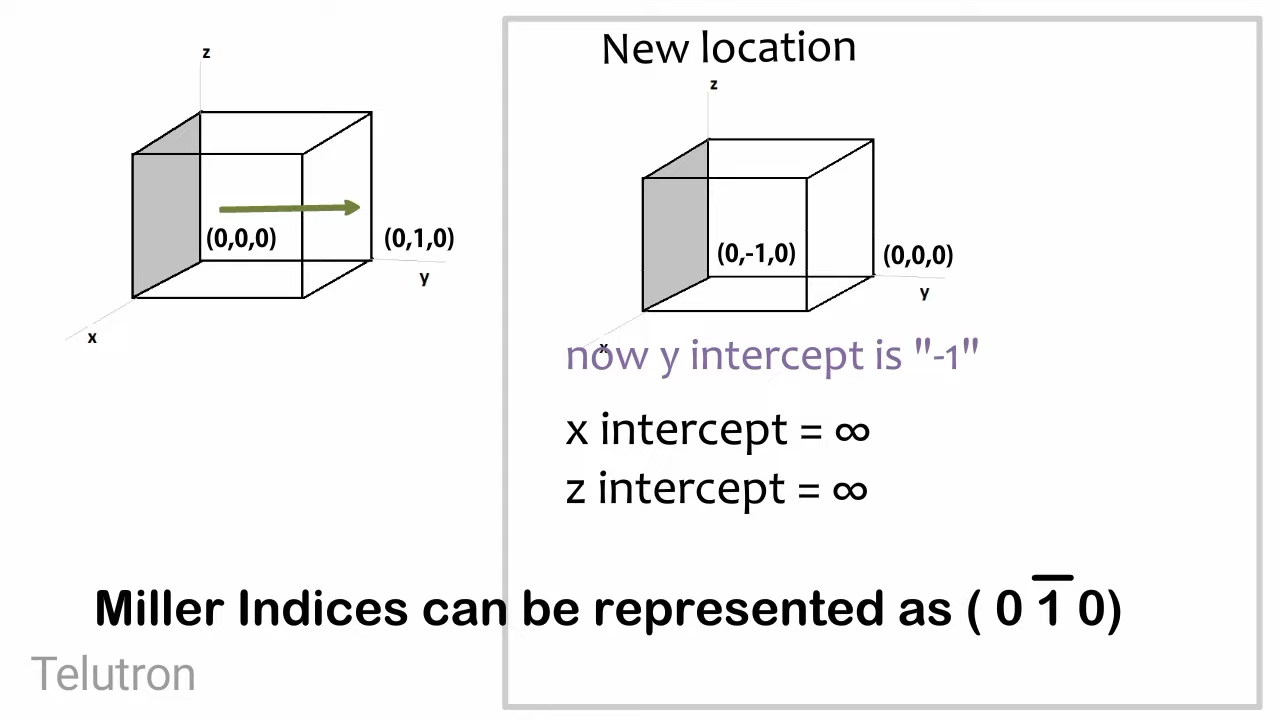 z
(0,0,0)
(0,1,0)
y
x
New location
z
(0,-1,0)
(0,0,0)
y
x
now y intercept is "-1"
x intercept = ∞
z intercept = ∞
Miller Indices can be represented as ( 0 1̅ 0)
Telutron